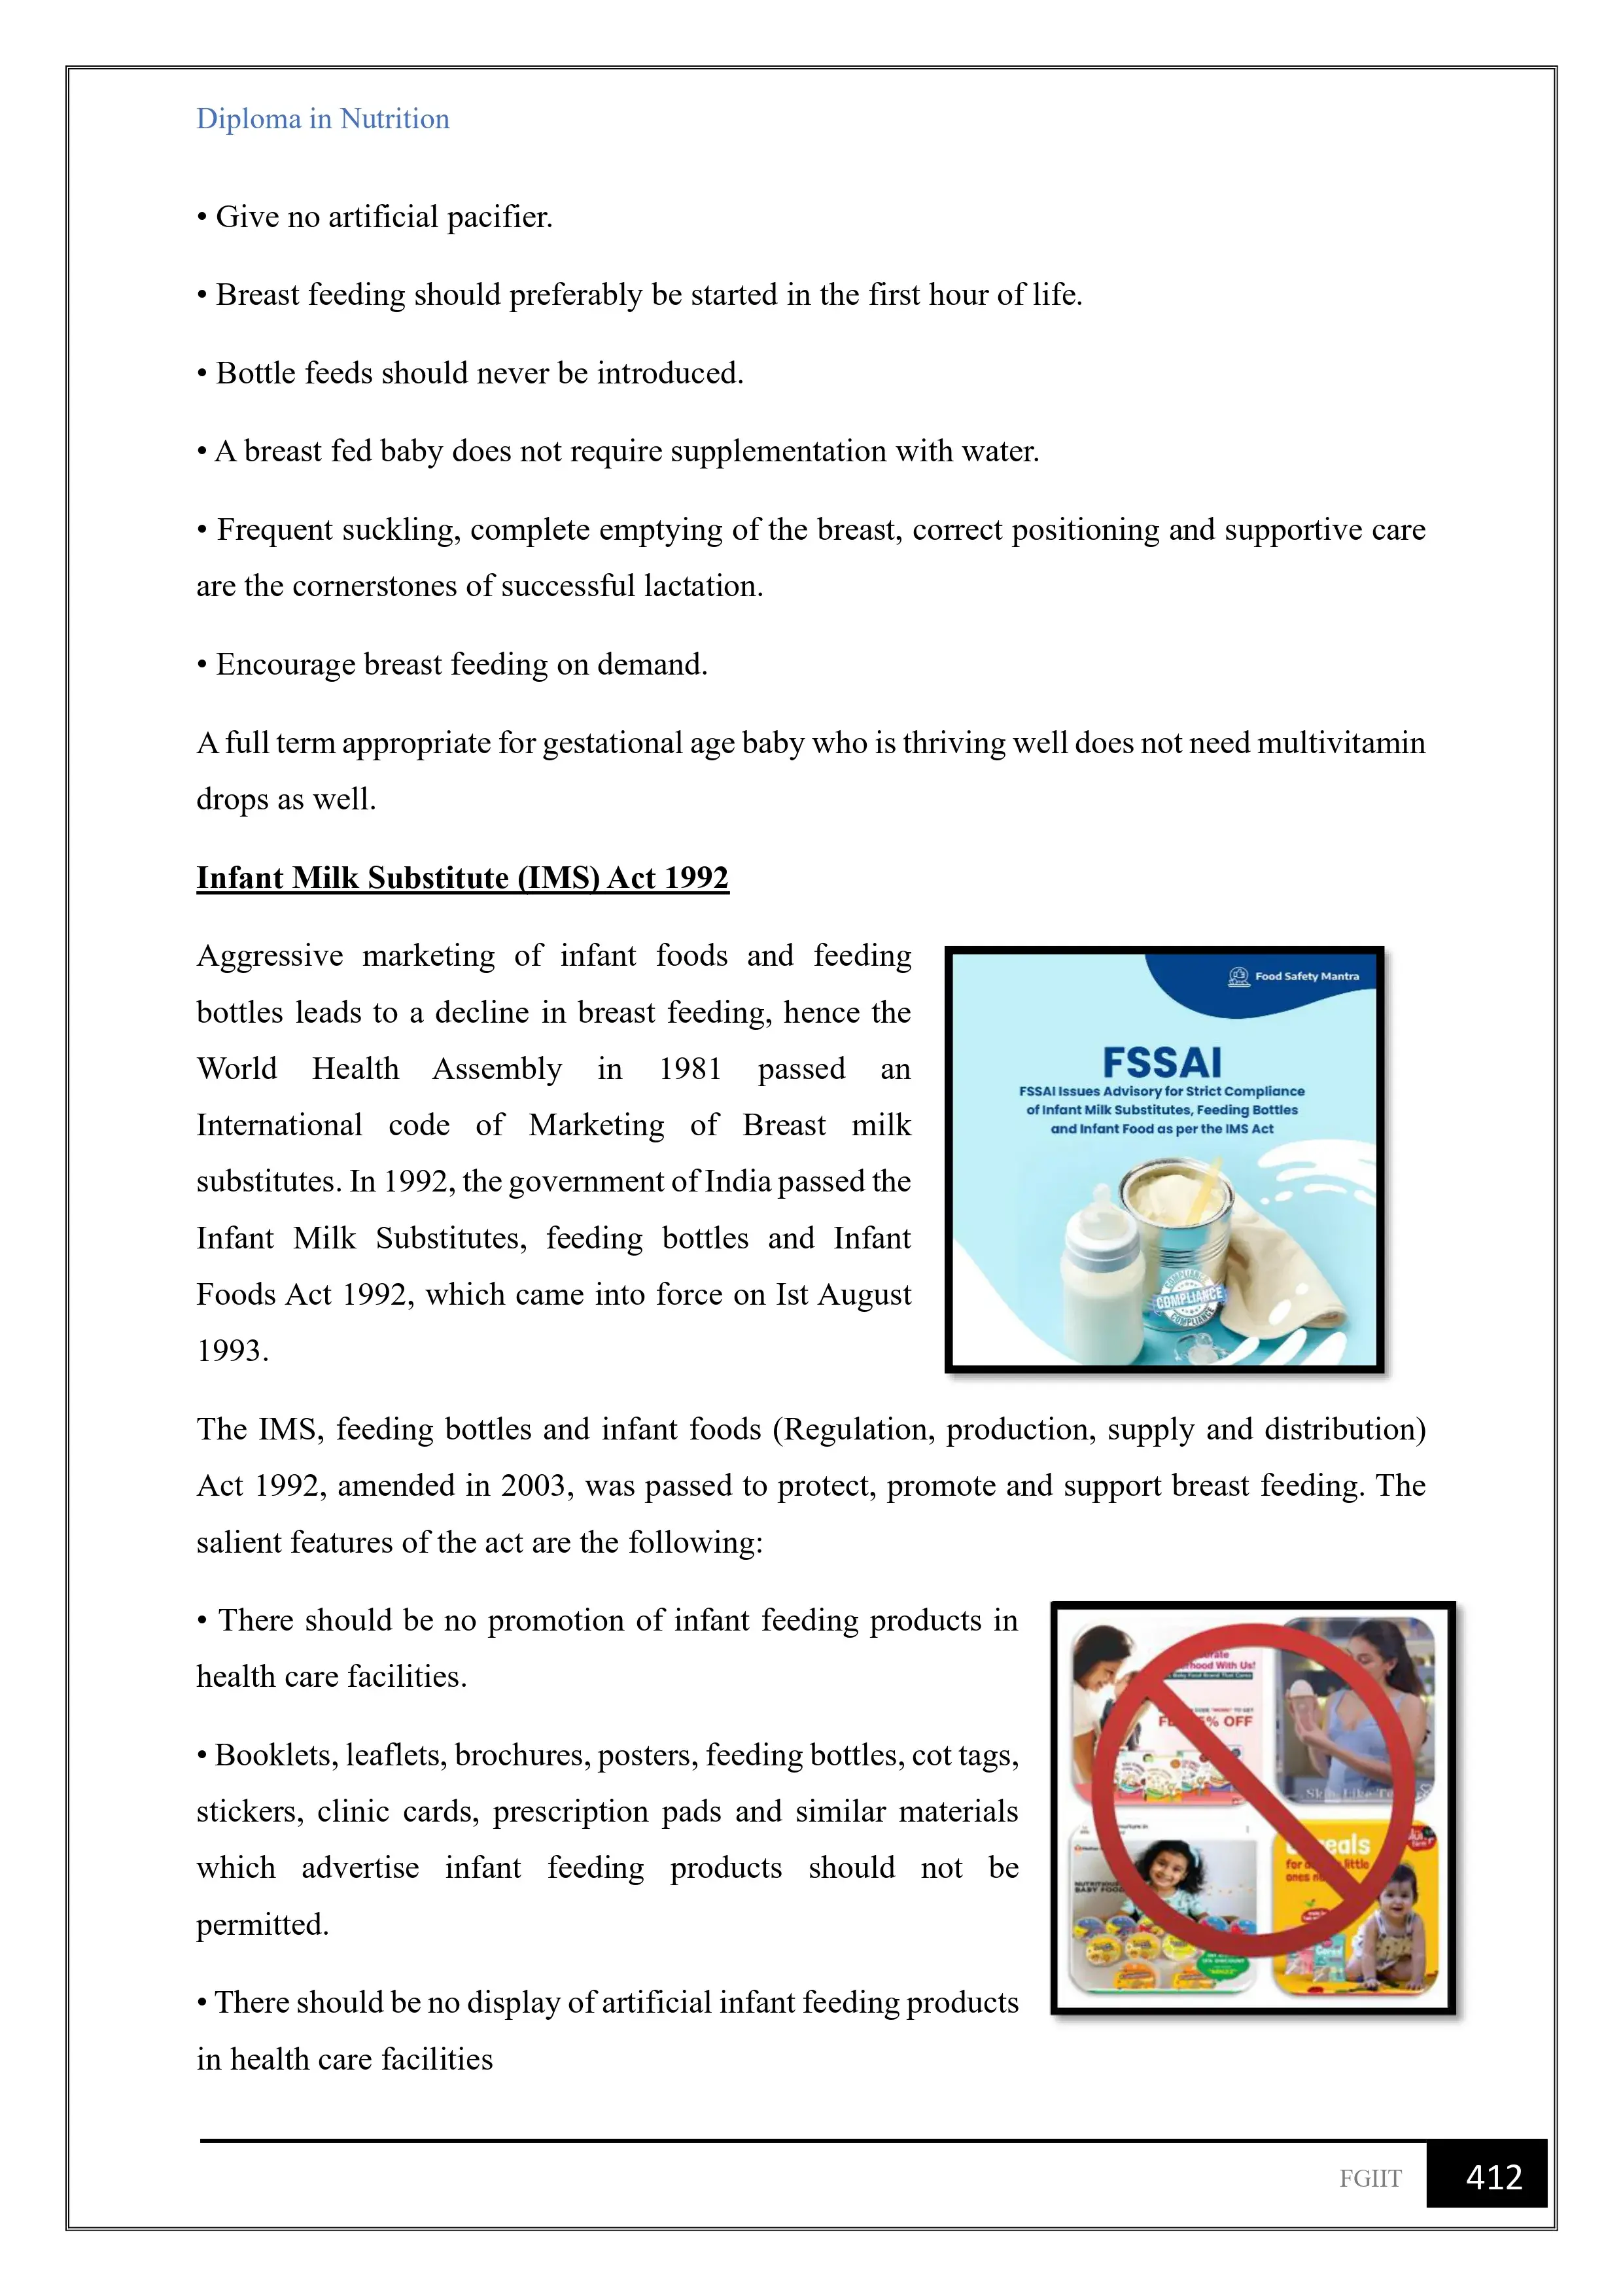 Diploma in Nutrition
• Give no artificial pacifier.
• Breast feeding should preferably be started in the first hour of life.
• Bottle feeds should never be introduced.
• A breast fed baby does not require supplementation with water.
• Frequent suckling, complete emptying of the breast, correct positioning and supportive care
are the cornerstones of successful lactation.
• Encourage breast feeding on demand.
A full term appropriate for gestational age baby who is thriving well does not need multivitamin
drops as well.
Infant Milk Substitute (IMS) Act 1992
Aggressive marketing of infant foods and feeding
bottles leads to a decline in breast feeding, hence the
World Health Assembly in 1981 passed an
International code of Marketing of Breast milk
substitutes. In 1992, the government of India passed the
Infant Milk Substitutes, feeding bottles and Infant
Foods Act 1992, which came into force on Ist August
1993.
Food Safety Mantra
FSSAI
FSSAI Issues Advisory for Strict Compliance
of Infant Milk Substitutes, Feeding Bottles
and Infant Food as per the IMS Act
COMPLIANCE
COMPLIANCE
COMPLIANCE
The IMS, feeding bottles and infant foods (Regulation, production, supply and distribution)
Act 1992, amended in 2003, was passed to protect, promote and support breast feeding. The
salient features of the act are the following:
• There should be no promotion of infant feeding products in
health care facilities.
• Booklets, leaflets, brochures, posters, feeding bottles, cot tags,
stickers, clinic cards, prescription pads and similar materials
which advertise infant feeding products should not be
permitted.
• There should be no display of artificial infant feeding products
in health care facilities
With Us!
% OFF
Skin Like
NUTRITIOUS
BABY FOOD
for
little
ones
FGIIT
412